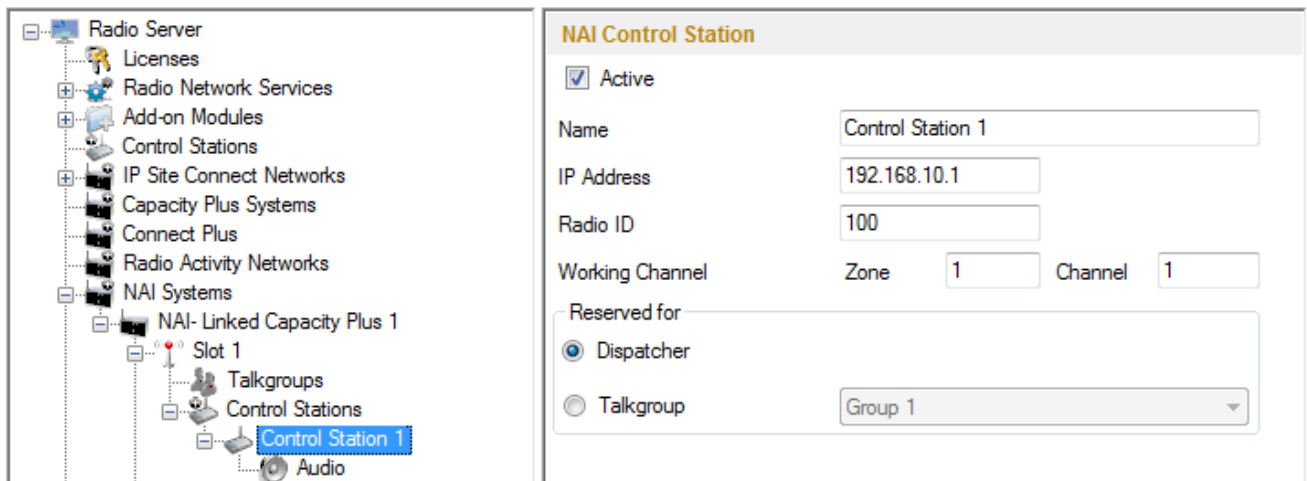 Radio Server
Licenses
Radio Network Services
Add-on Modules
Control Stations
IP Site Connect Networks
Capacity Plus Systems
Connect Plus
Radio Activity Networks
NAI Systems
NAI- Linked Capacity Plus 1
Slot 1
Talkgroups
Control Stations
Control Station 1
Audio
NAI Control Station
Active
Name Control Station 1
IP Address 192.168.10.1
Radio ID 100
Working Channel Zone 1 Channel 1
Reserved for
Dispatcher
Talkgroup Group 1